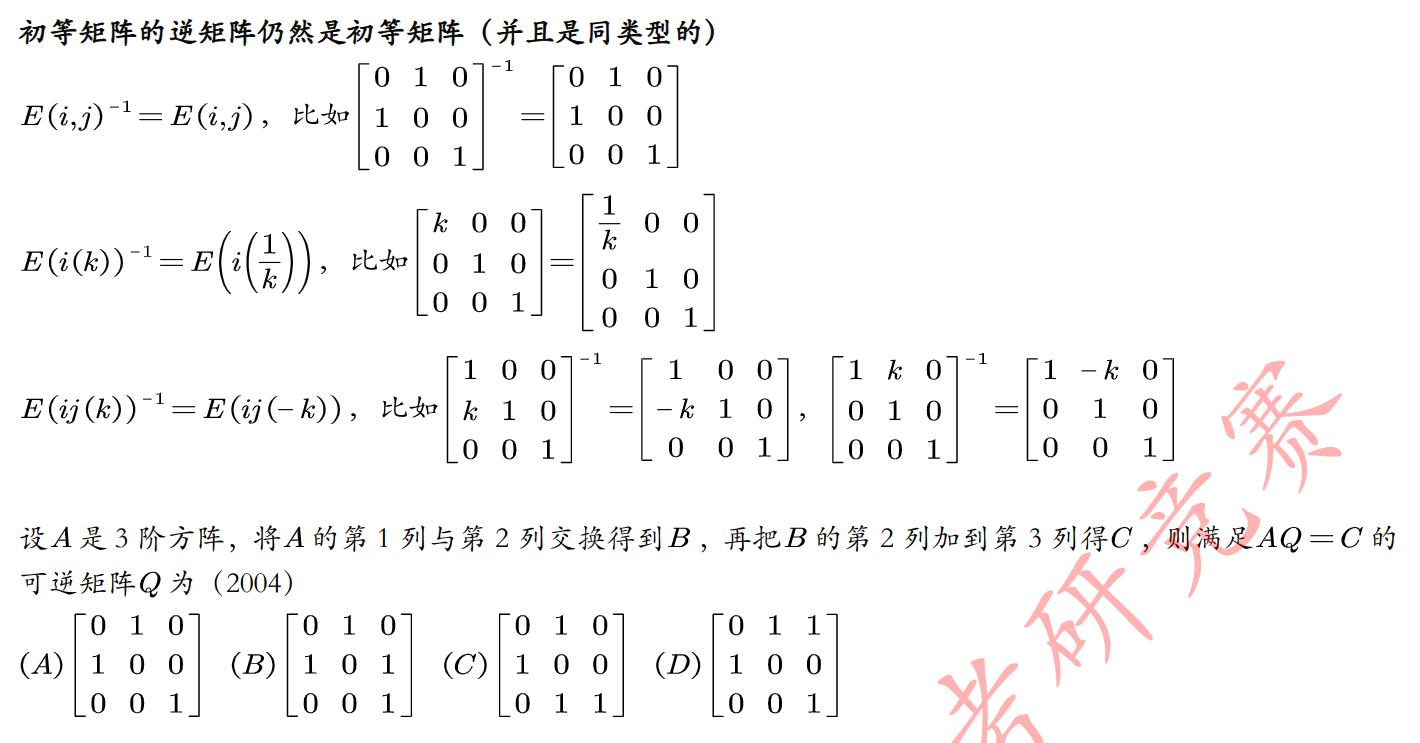 初等矩阵的逆矩阵仍然是初等矩阵（并且是同类型的）
$E(i,j)^{-1}=E(i,j)$，比如$\begin{bmatrix}0&1&0\\1&0&0\\0&0&1\end{bmatrix}^{-1}=\begin{bmatrix}0&1&0\\1&0&0\\0&0&1\end{bmatrix}$
$E(i(k))^{-1}=E\left(i\left(\frac{1}{k}\right)\right)$，比如$\begin{bmatrix}k&0&0\\0&1&0\\0&0&1\end{bmatrix}=\begin{bmatrix}\frac{1}{k}&0&0\\0&1&0\\0&0&1\end{bmatrix}$
$E(ij(k))^{-1}=E(ij(-k))$，比如$\begin{bmatrix}1&0&0\\k&1&0\\0&0&1\end{bmatrix}^{-1}=\begin{bmatrix}1&0&0\\-k&1&0\\0&0&1\end{bmatrix}$，$\begin{bmatrix}1&k&0\\0&1&0\\0&0&1\end{bmatrix}^{-1}=\begin{bmatrix}1&-k&0\\0&1&0\\0&0&1\end{bmatrix}$
设$A$是 3 阶方阵，将$A$的第 1 列与第 2 列交换得到$B$，再把$B$的第 2 列加到第 3 列得$C$，则满足$AQ=C$的
可逆矩阵$Q$为（2004）
$(A)\begin{bmatrix}0&1&0\\1&0&0\\0&0&1\end{bmatrix}$ $(B)\begin{bmatrix}0&1&0\\1&0&1\\0&0&1\end{bmatrix}$ $(C)\begin{bmatrix}0&1&0\\1&0&0\\0&1&1\end{bmatrix}$ $(D)\begin{bmatrix}0&1&1\\1&0&0\\0&0&1\end{bmatrix}$
考研竞赛